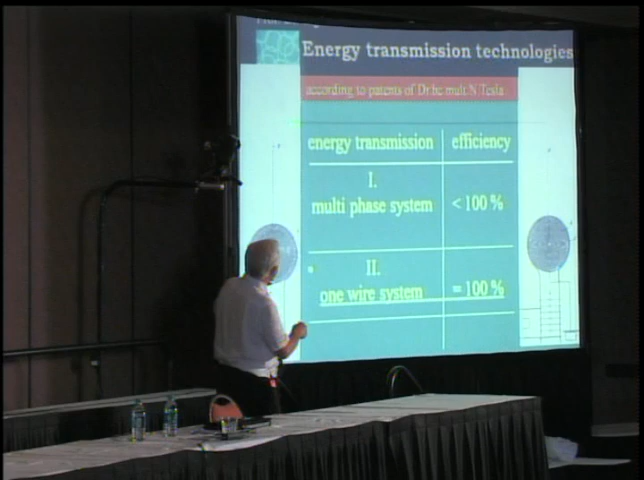 Energy transmission technologies
according to patents of Dr hc mult N Tesla
energy transmission efficiency
I.
multi phase system < 100 %
II.
one wire system = 100 %